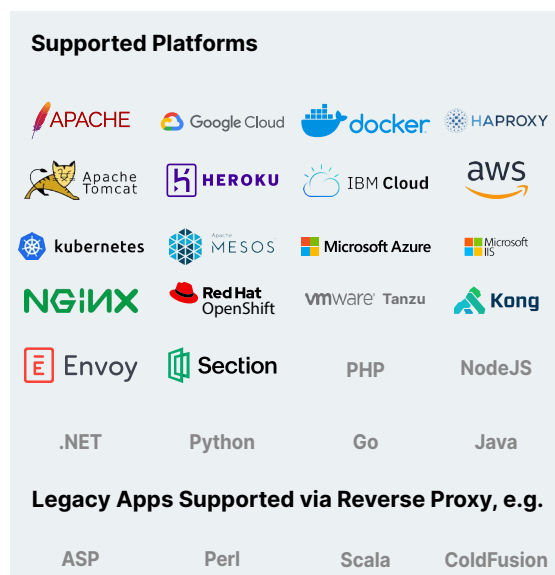 Supported Platforms
APACHE
Google Cloud
docker
HAPROXY
Apache
Tomcat
HEROKU
IBM Cloud
aws
kubernetes
Apache
MESOS
Microsoft Azure
Microsoft
IIS
NGINX
Red Hat
OpenShift
vmware® Tanzu
Kong
E Envoy
Section
PHP
NodeJS
.NET
Python
Go
Java
Legacy Apps Supported via Reverse Proxy, e.g.
ASP
Perl
Scala
ColdFusion